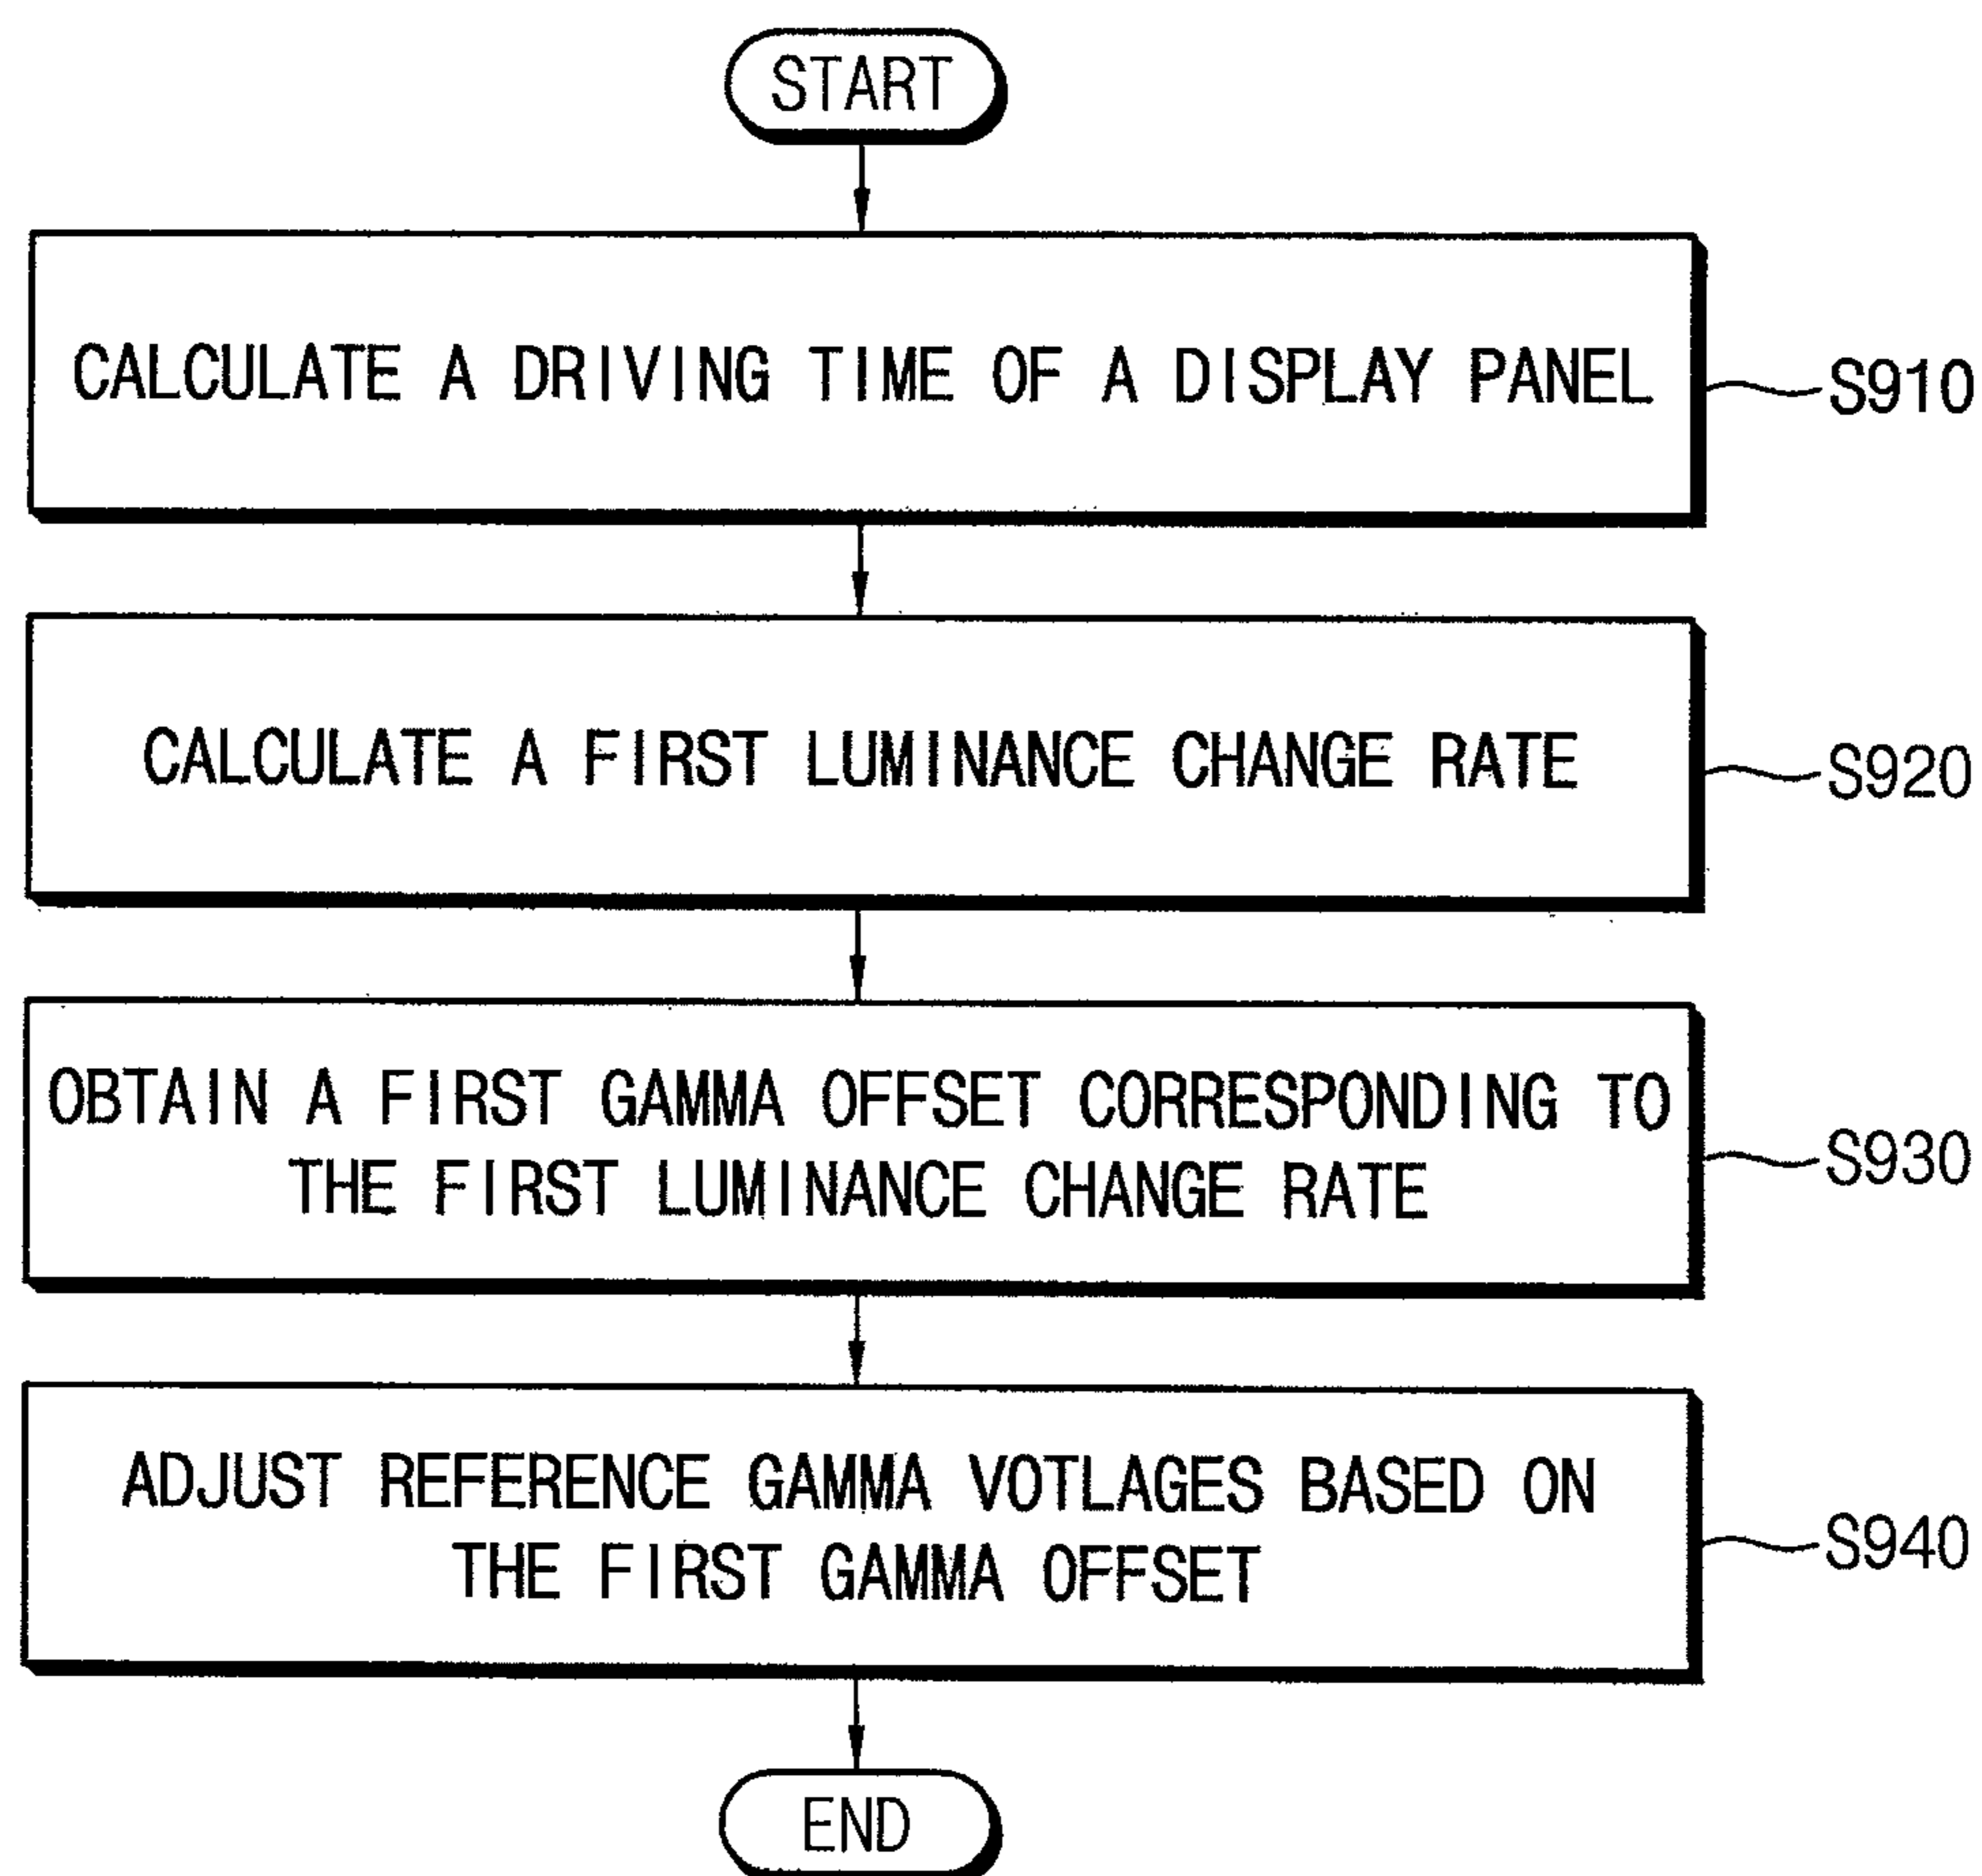 START
CALCULATE A DRIVING TIME OF A DISPLAY PANEL
S910
CALCULATE A FIRST LUMINANCE CHANGE RATE
S920
OBTAIN A FIRST GAMMA OFFSET CORRESPONDING TO
THE FIRST LUMINANCE CHANGE RATE
S930
ADJUST REFERENCE GAMMA VOTLAGES BASED ON
THE FIRST GAMMA OFFSET
S940
END